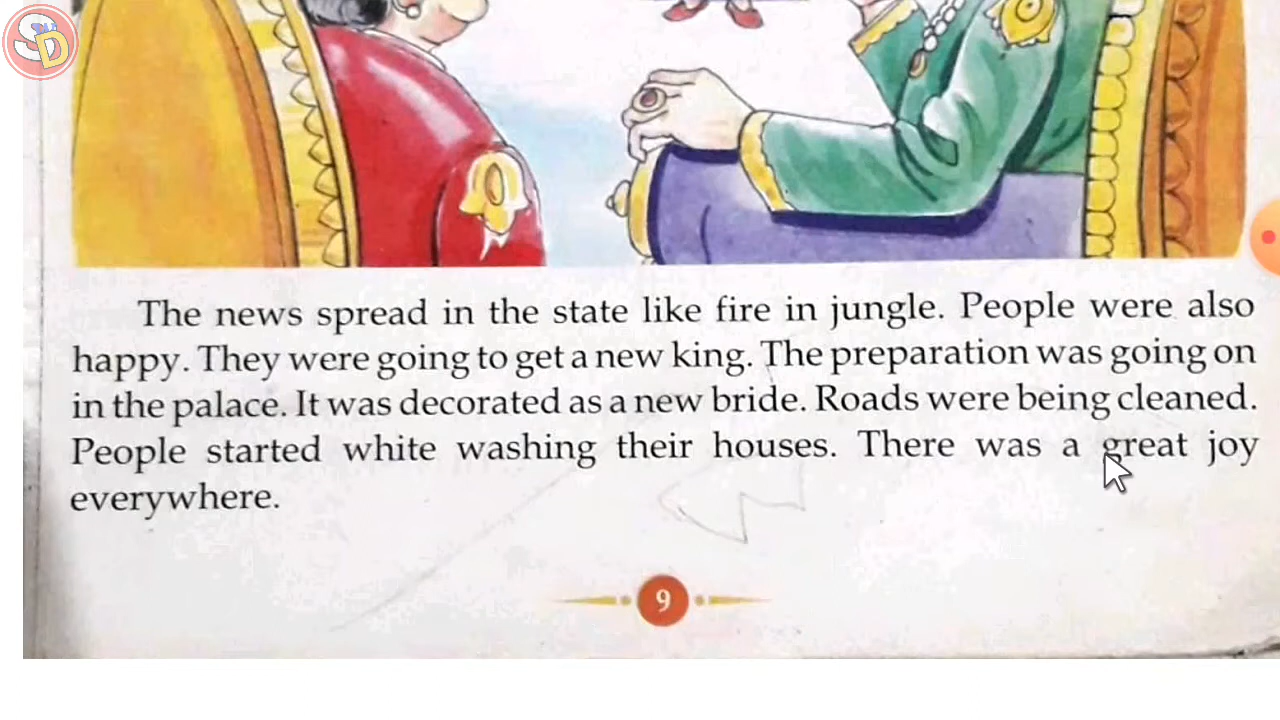 SD
The news spread in the state like fire in jungle. People were also
happy. They were going to get a new king. The preparation was going on
in the palace. It was decorated as a new bride. Roads were being cleaned.
People started white washing their houses. There was a great joy
everywhere.
9